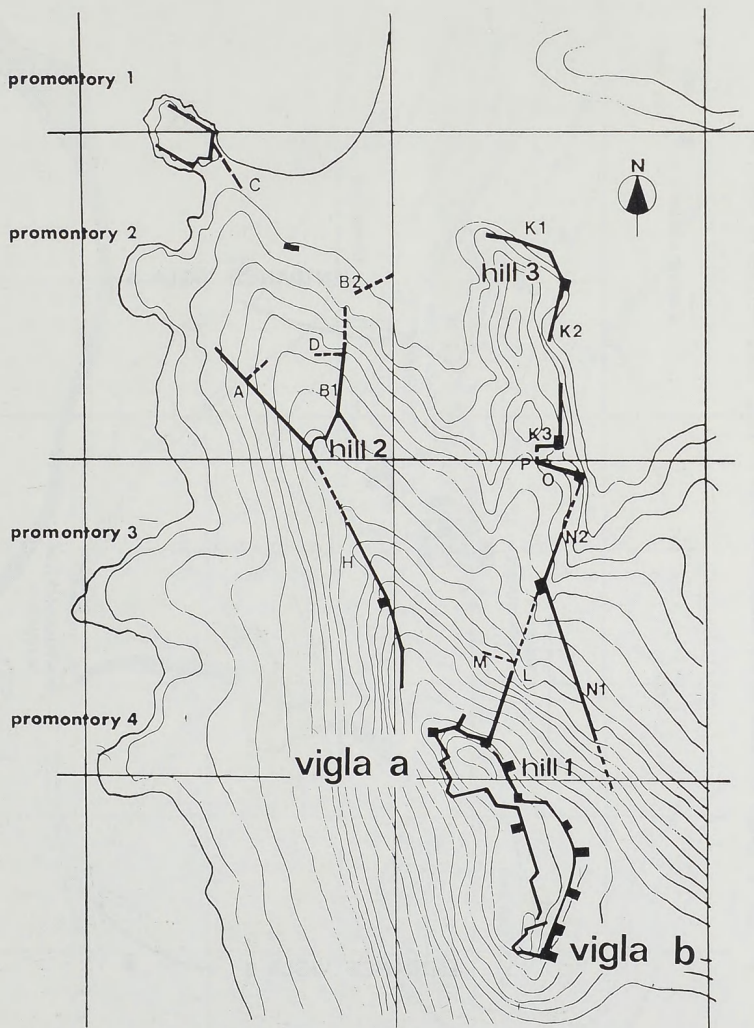 promontory 1
C
N
promontory 2
K1
hill 3
B2
K2
D
A
B1
K3
hill 2
P
O
promontory 3
N2
H
M
L
N1
promontory 4
vigla a
hill 1
vigla b